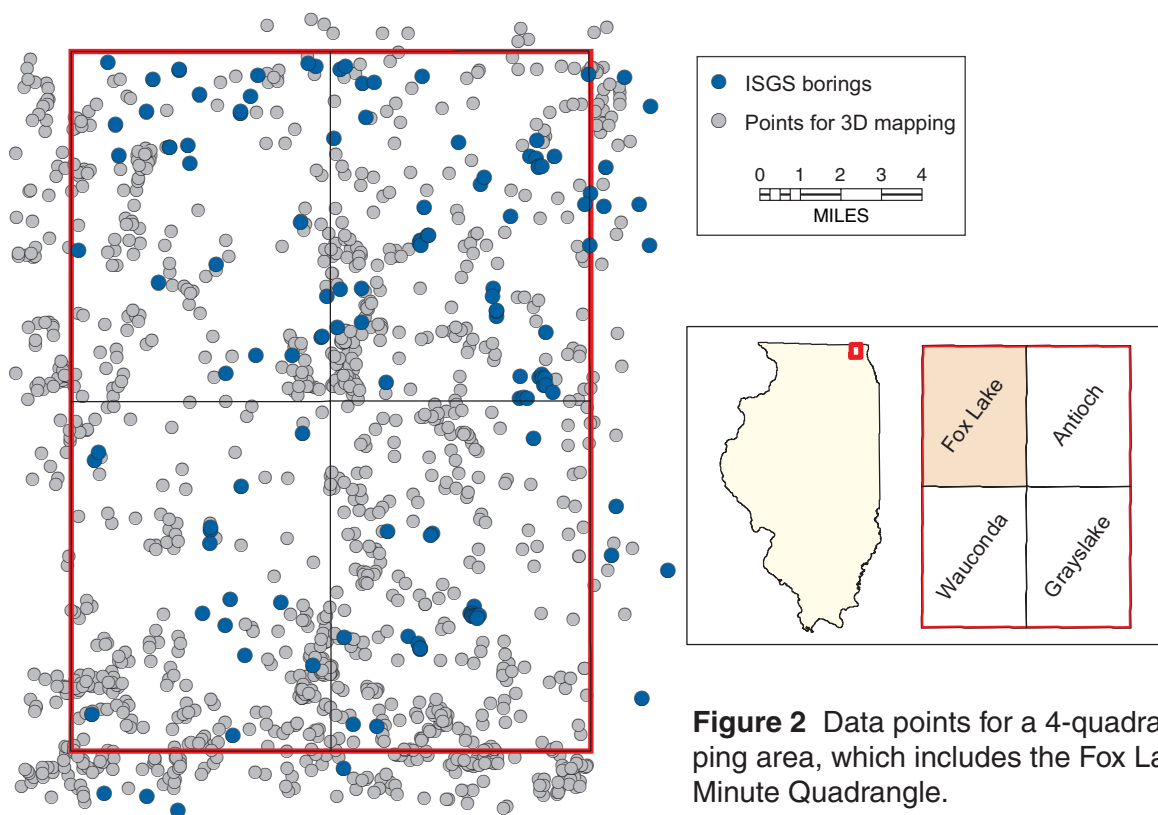 ISGS borings
Points for 3D mapping
0 1 2 3 4
MILES
Fox Lake
Antioch
Wauconda
Grayslake
Figure 2 Data points for a 4-quadra
ping area, which includes the Fox La
Minute Quadrangle.